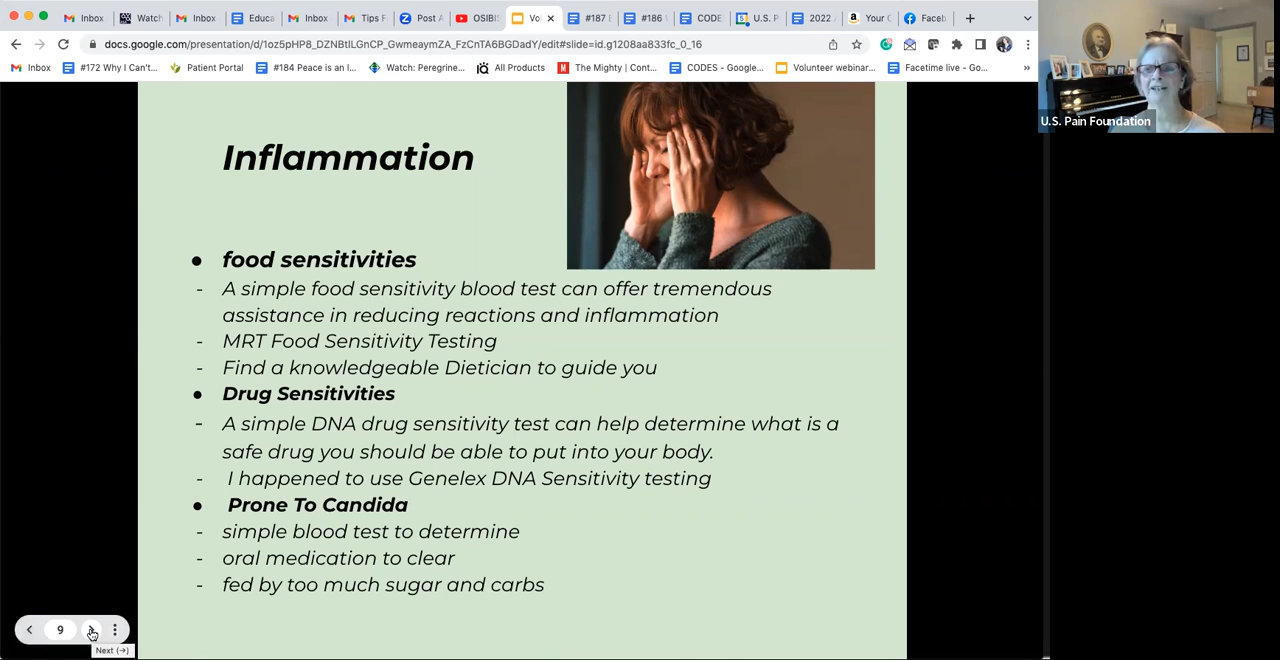 Inbox
Watch
Inbox
Educa
Inbox
Tips F
Post A
OSIBIS
Vo
#187 E
#186
CODE
U.S. P
2022
Your C
Faceb
docs.google.com/presentation/d/1oz5pHP8_DZNBtlLGnCP_GwmeaymZA_FzCnTA6BGDadY/edit#slide=id.g1208aa833fc_0_16
Inbox
#172 Why I Can't...
Patient Portal
#184 Peace is an I...
Watch: Peregrine...
All Products
The Mighty | Cont...
CODES - Google...
Volunteer webinar...
Facetime live - Go...
»
U.S. Pain Foundation
Inflammation
● food sensitivities
- A simple food sensitivity blood test can offer tremendous
assistance in reducing reactions and inflammation
- MRT Food Sensitivity Testing
- Find a knowledgeable Dietician to guide you
● Drug Sensitivities
- A simple DNA drug sensitivity test can help determine what is a
safe drug you should be able to put into your body.
- I happened to use Genelex DNA Sensitivity testing
● Prone To Candida
- simple blood test to determine
- oral medication to clear
- fed by too much sugar and carbs
9
Next (→)